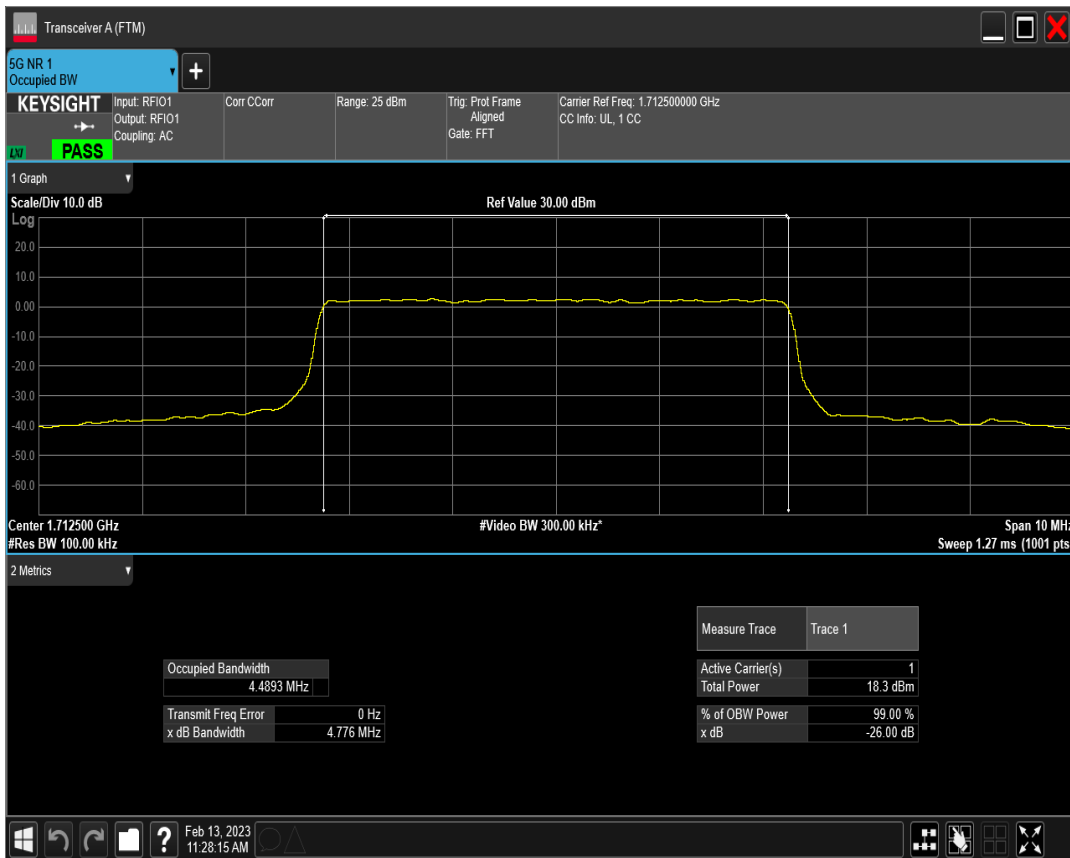 Transceiver A (FTM)
5G NR 1
Occupied BW
+
KEYSIGHT
LXI
PASS
Input: RFIO1
Output: RFIO1
Coupling: AC
Corr CCorr
Range: 25 dBm
Trig: Prot Frame
Aligned
Gate: FFT
Carrier Ref Freq: 1.712500000 GHz
CC Info: UL, 1 CC
1 Graph
Scale/Div 10.0 dB
Ref Value 30.00 dBm
Log
20.0
10.0
0.00
-10.0
-20.0
-30.0
-40.0
-50.0
-60.0
Center 1.712500 GHz
#Video BW 300.00 kHz*
Span 10 MHz
#Res BW 100.00 kHz
Sweep 1.27 ms (1001 pts
2 Metrics
Measure Trace Trace 1
Occupied Bandwidth
4.4893 MHz
Active Carrier(s) 1
Total Power 18.3 dBm
Transmit Freq Error 0 Hz
x dB Bandwidth 4.776 MHz
% of OBW Power 99.00 %
x dB -26.00 dB
?
Feb 13, 2023
11:28:15 AM